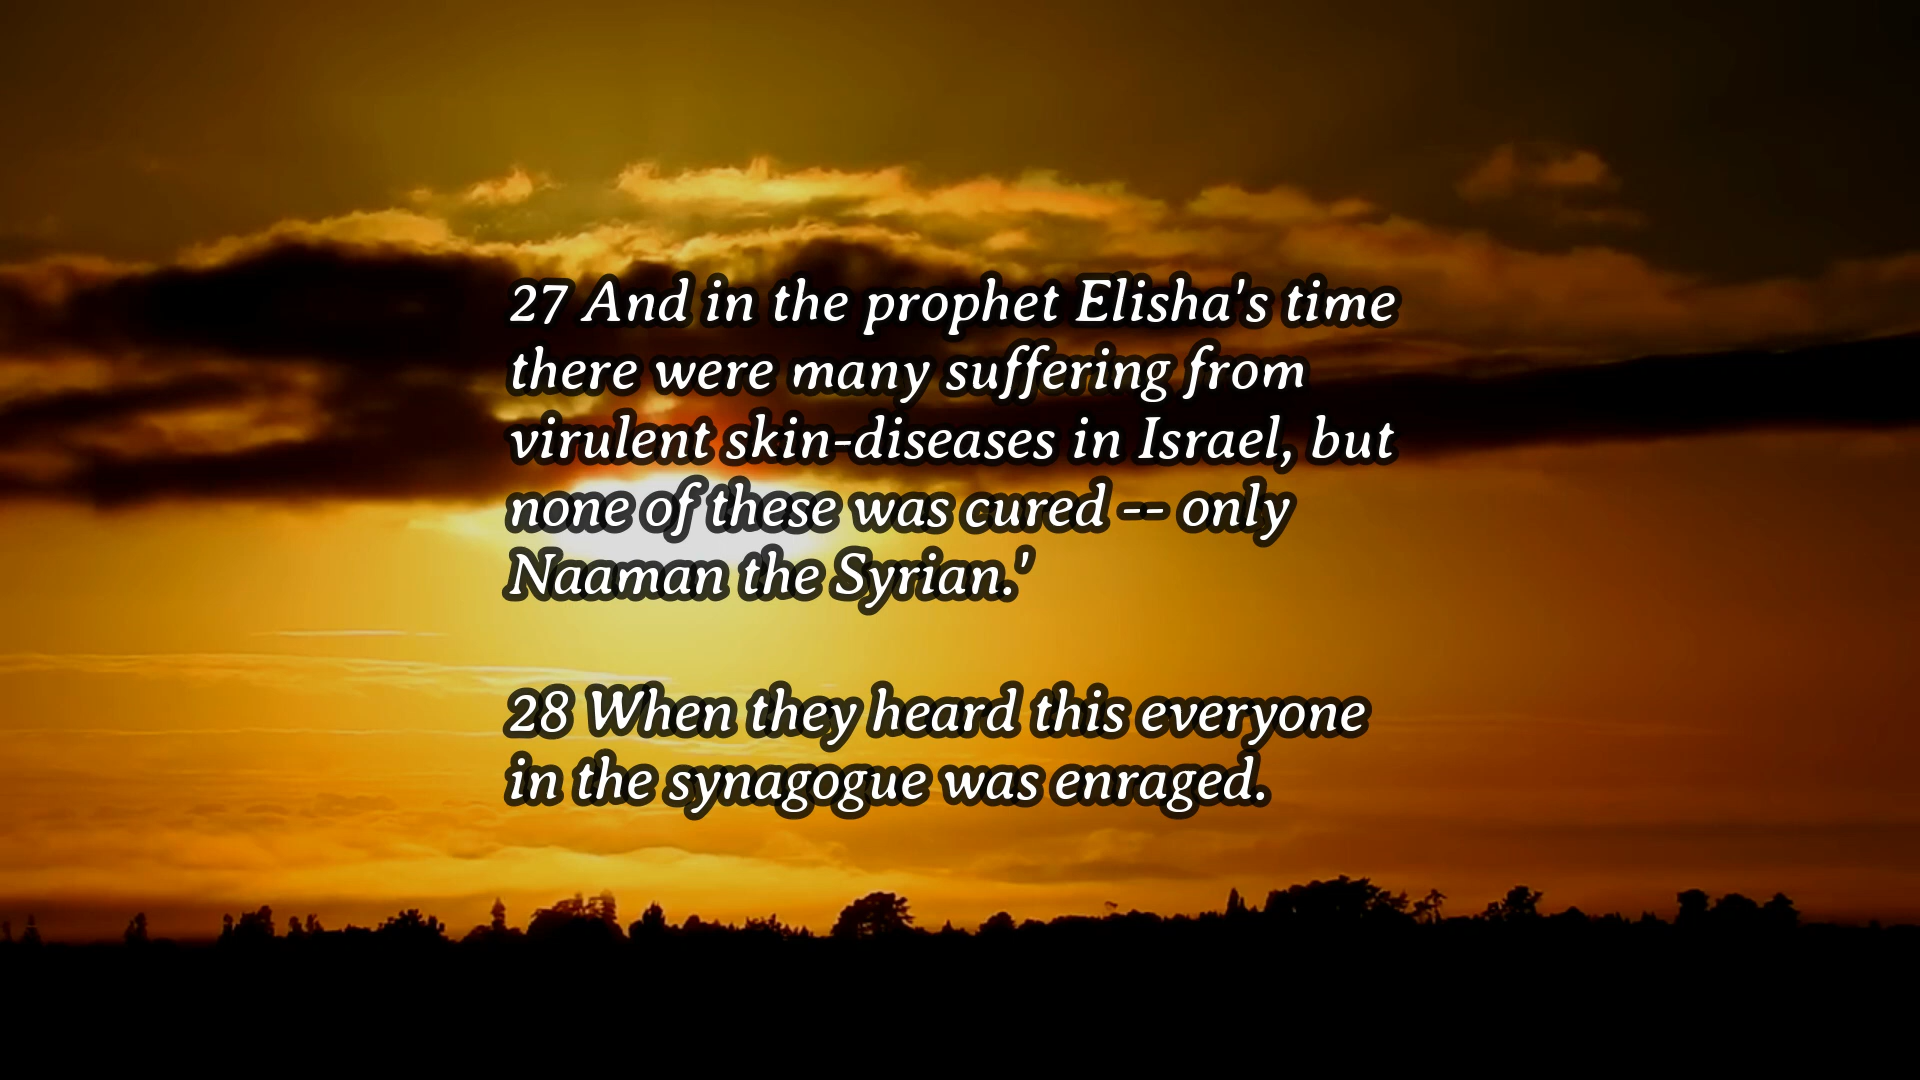 27 And in the prophet Elisha's time
there were many suffering from
virulent skin-diseases in Israel, but
none of these was cured -- only
Naaman the Syrian.'
28 When they heard this everyone
in the synagogue was enraged.